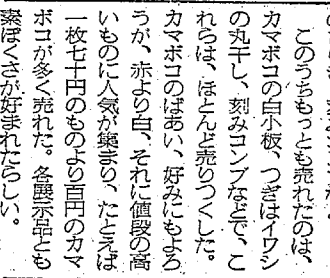 このうちもっとも売れたのは、
カマボコの白小板、つぎはイワシ
の丸干し、刻みコンブなどで、こ
れらは、ほとんど売りつくした。
カマボコのばあい、好みにもよろ
うが、赤より白、それに値段の高
いものに人気が集まり、たとえば
一枚七十円のものより百円のカマ
ボコが多く売れた。各展示品とも
素ぼくさが好まれたらしい。